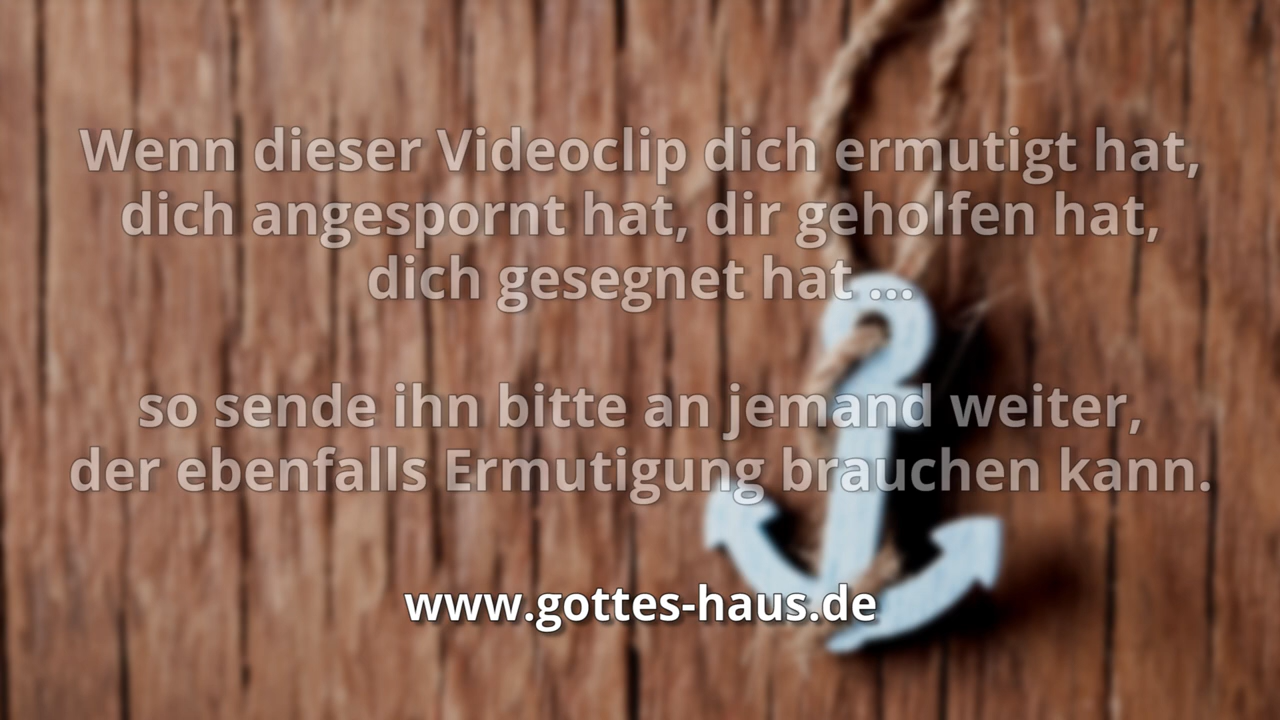 Wenn dieser Videoclip dich ermutigt hat,
dich angespornt hat, dir geholfen hat,
dich gesegnet hat ...
so sende ihn bitte an jemand weiter,
der ebenfalls Ermutigung brauchen kann.
www.gottes-haus.de